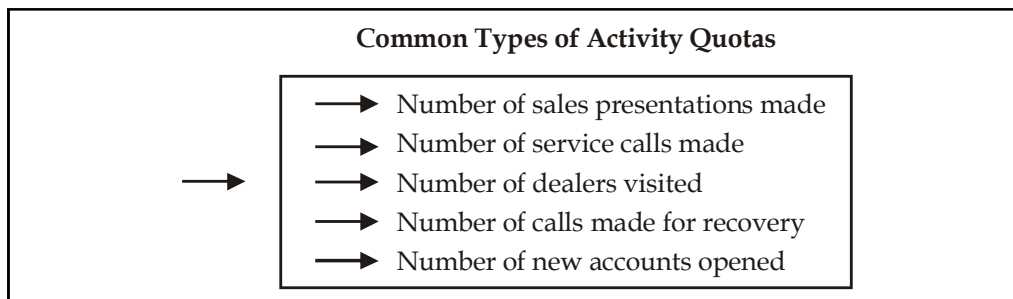 Common Types of Activity Quotas
Number of sales presentations made
Number of service calls made
Number of dealers visited
Number of calls made for recovery
Number of new accounts opened